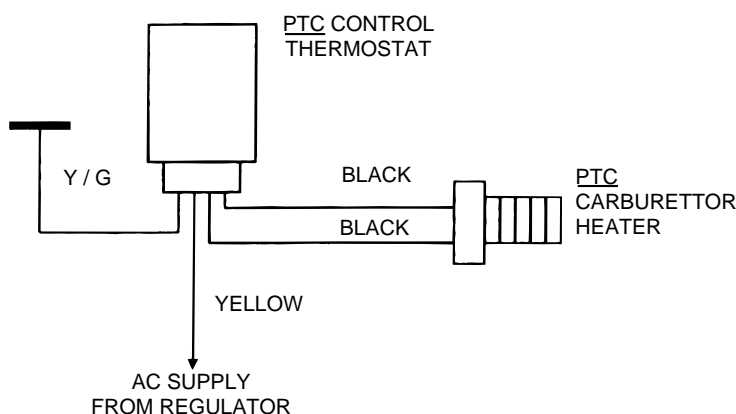 PTC CONTROL
THERMOSTAT
Y / G
BLACK
PTC
CARBURETTOR
HEATER
BLACK
YELLOW
AC SUPPLY
FROM REGULATOR